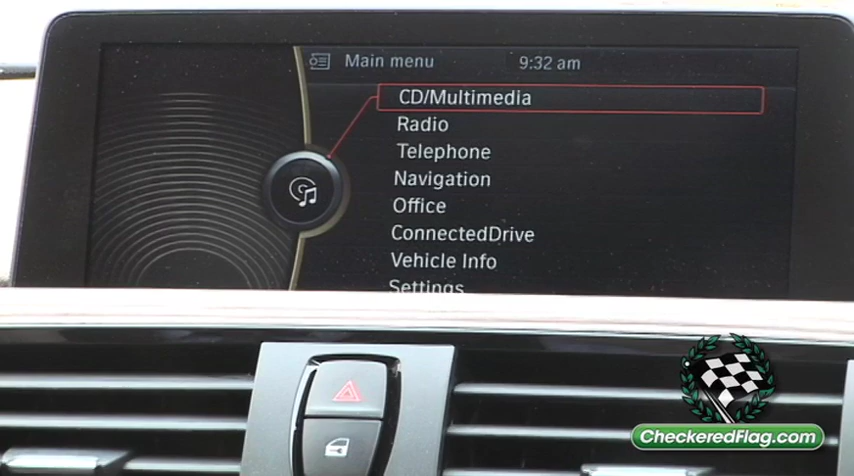 Main menu 9:32 am
CD/Multimedia
Radio
Telephone
Navigation
Office
ConnectedDrive
Vehicle Info
Settings
CheckeredFlag.com